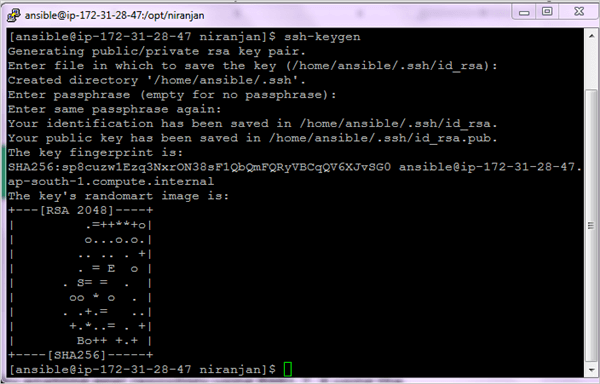 ansible@ip-172-31-28-47:/opt/niranjan
[ansible@ip-172-31-28-47 niranjan]$ ssh-keygen
Generating public/private rsa key pair.
Enter file in which to save the key (/home/ansible/.ssh/id_rsa):
Created directory '/home/ansible/.ssh'.
Enter passphrase (empty for no passphrase):
Enter same passphrase again:
Your identification has been saved in /home/ansible/.ssh/id_rsa.
Your public key has been saved in /home/ansible/.ssh/id_rsa.pub.
The key fingerprint is:
SHA256:sp8cuzw1Ezq3NxrON38sF1QbQmFQRyVBCqQV6XJvSG0 ansible@ip-172-31-28-47.
ap-south-1.compute.internal
The key's randomart image is:
+---[RSA 2048]----+
|         .=++**+o|
|         o...o.o.|
|        .. .. . +|
|        . = E  o |
|      . S= =  .  |
|       oo * o  . |
|      . .+.=   ..|
|       +.*..= . +|
|        Bo++ +.+ |
+----[SHA256]-----+
[ansible@ip-172-31-28-47 niranjan]$